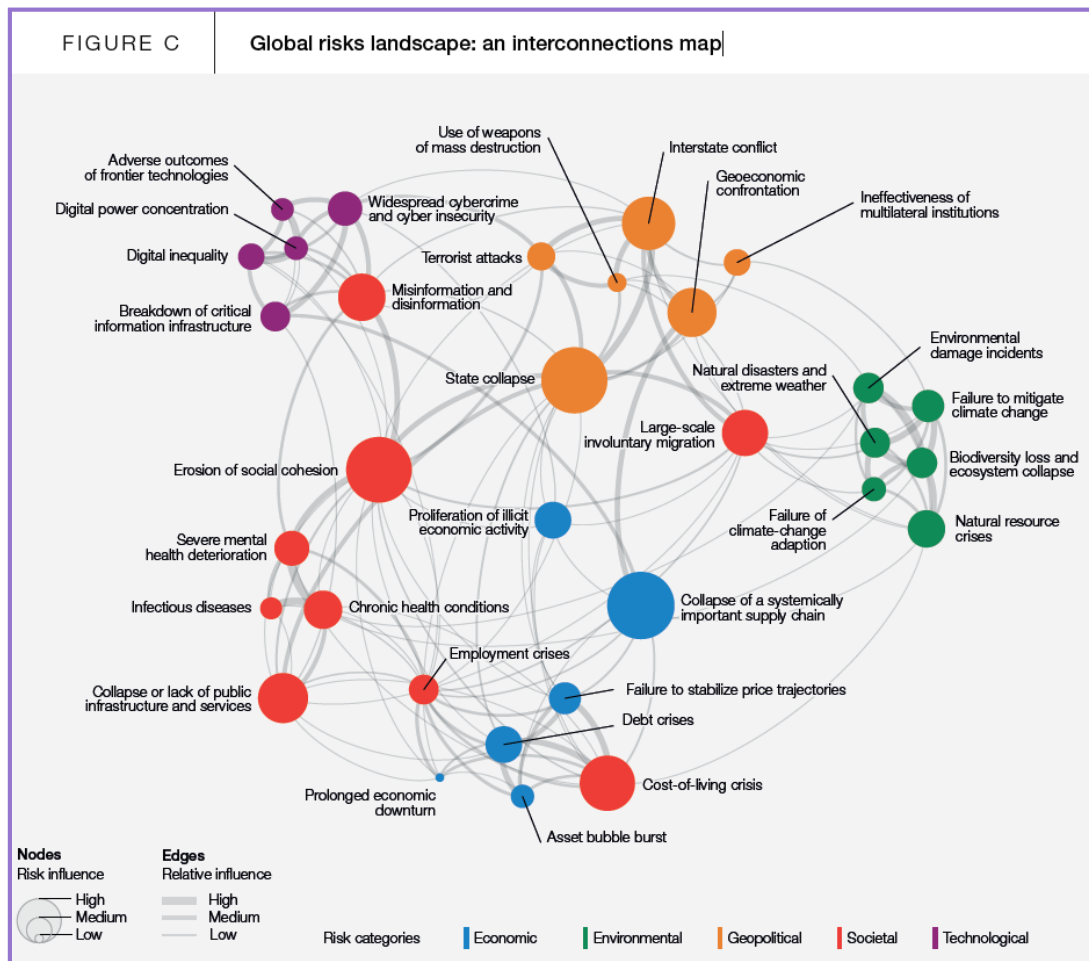 FIGURE C
Global risks landscape: an interconnections map
Use of weapons
of mass destruction
Interstate conflict
Geoeconomic
confrontation
Ineffectiveness of
multilateral institutions
Adverse outcomes
of frontier technologies
Digital power concentration
Widespread cybercrime
and cyber insecurity
Digital inequality
Terrorist attacks
Misinformation and
disinformation
Breakdown of critical
information infrastructure
Environmental
damage incidents
State collapse
Natural disasters and
extreme weather
Failure to mitigate
climate change
Large-scale
involuntary migration
Erosion of social cohesion
Biodiversity loss and
ecosystem collapse
Proliferation of illicit
economic activity
Failure of
climate-change
adaption
Natural resource
crises
Severe mental
health deterioration
Infectious diseases
Chronic health conditions
Collapse of a systemically
important supply chain
Employment crises
Collapse or lack of public
infrastructure and services
Failure to stabilize price trajectories
Debt crises
Prolonged economic
downturn
Cost-of-living crisis
Asset bubble burst
Nodes
Risk influence
High
Medium
Low
Edges
Relative influence
High
Medium
Low
Risk categories
Economic
Environmental
Geopolitical
Societal
Technological